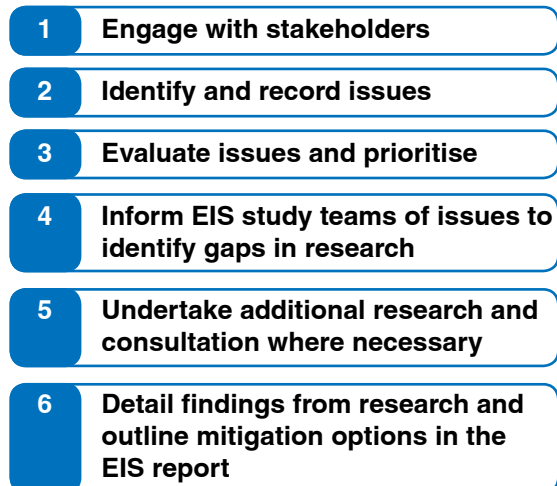 1 Engage with stakeholders
2 Identify and record issues
3 Evaluate issues and prioritise
4 Inform EIS study teams of issues to
identify gaps in research
5 Undertake additional research and
consultation where necessary
6 Detail findings from research and
outline mitigation options in the
EIS report